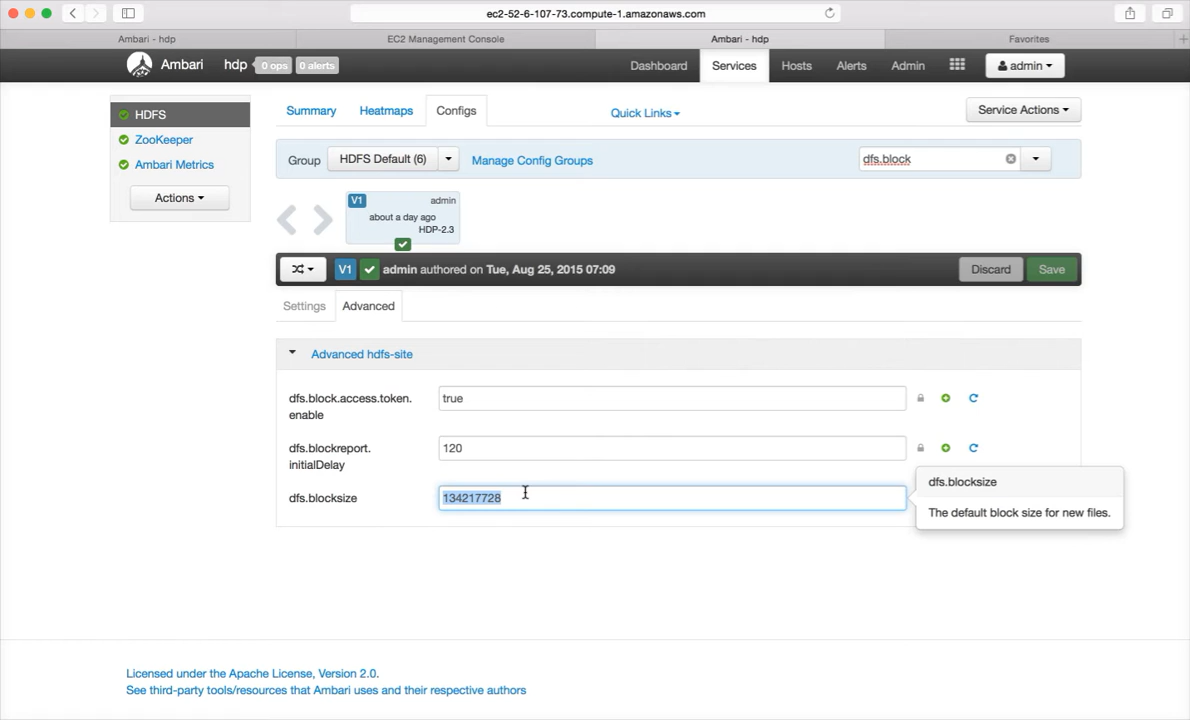 ec2-52-6-107-73.compute-1.amazonaws.com
Ambari - hdp
EC2 Management Console
Ambari - hdp
Favorites
Ambari hdp 0 ops 0 alerts Dashboard Services Hosts Alerts Admin admin
HDFS
ZooKeeper
Ambari Metrics
Actions
Summary Heatmaps Configs Quick Links Service Actions
Group HDFS Default (6) Manage Config Groups dfs.block
V1 admin
about a day ago
HDP-2.3
V1 admin authored on Tue, Aug 25, 2015 07:09 Discard Save
Settings Advanced
Advanced hdfs-site
dfs.block.access.token.
enable
true
dfs.blockreport.
initialDelay
120
dfs.blocksize
134217728
dfs.blocksize
The default block size for new files.
Licensed under the Apache License, Version 2.0.
See third-party tools/resources that Ambari uses and their respective authors